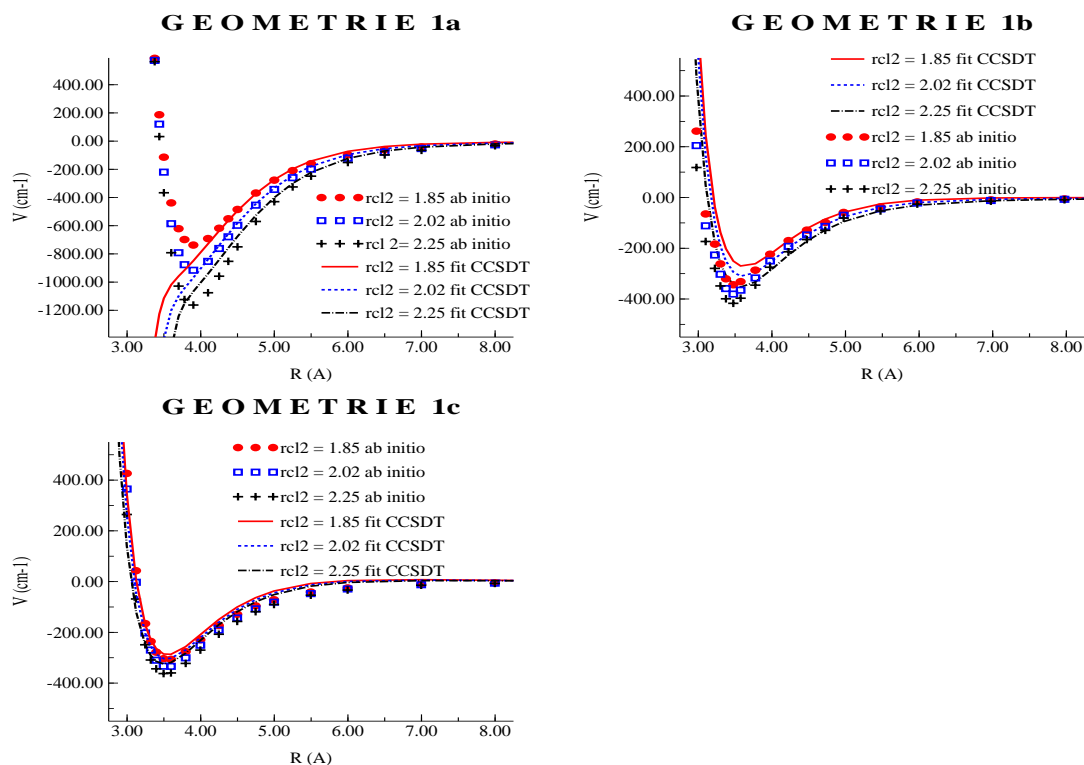 G E O M E T R I E 1a
400.00
200.00
0.00
-200.00
-400.00
-600.00
-800.00
-1000.00
-1200.00
V (cm-1)
rcl2 = 1.85 ab initio
rcl2 = 2.02 ab initio
rcl 2= 2.25 ab initio
rcl2 = 1.85 fit CCSDT
rcl2 = 2.02 fit CCSDT
rcl2 = 2.25 fit CCSDT
3.00 4.00 5.00 6.00 7.00 8.00
R (A)
G E O M E T R I E 1b
400.00
200.00
0.00
-200.00
-400.00
V (cm-1)
rcl2 = 1.85 fit CCSDT
rcl2 = 2.02 fit CCSDT
rcl2 = 2.25 fit CCSDT
rcl2 = 1.85 ab initio
rcl2 = 2.02 ab initio
rcl2 = 2.25 ab initio
3.00 4.00 5.00 6.00 7.00 8.00
R (A)
G E O M E T R I E 1c
400.00
200.00
0.00
-200.00
-400.00
V (cm-1)
rcl2 = 1.85 ab initio
rcl2 = 2.02 ab initio
rcl2 = 2.25 ab initio
rcl2 = 1.85 fit CCSDT
rcl2 = 2.02 fit CCSDT
rcl2 = 2.25 fit CCSDT
3.00 4.00 5.00 6.00 7.00 8.00
R (A)